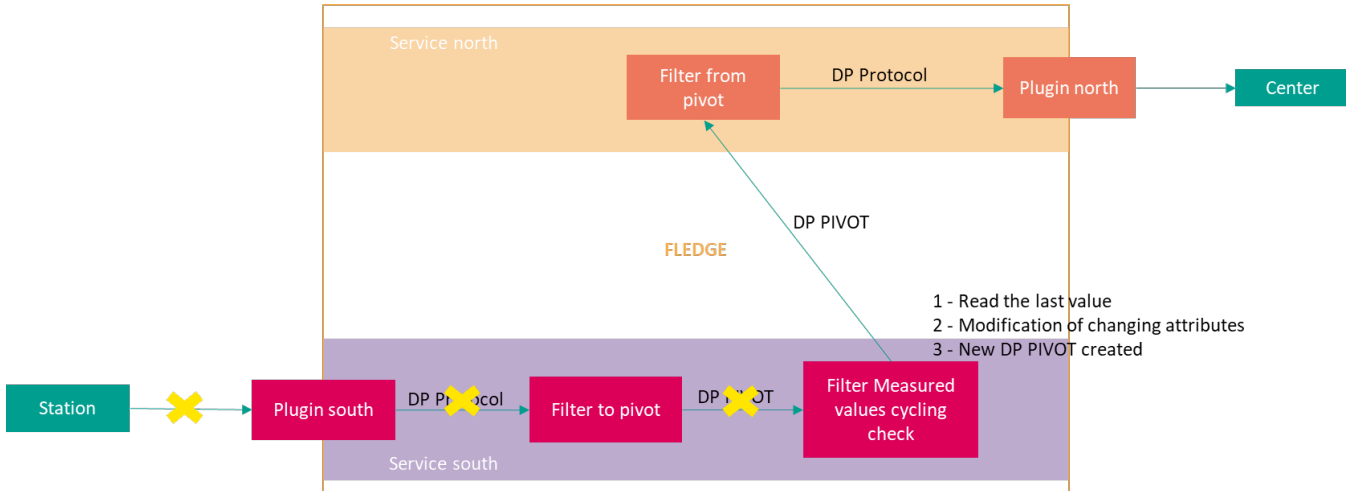 Service north
Filter from
pivot
DP Protocol
Plugin north
Center
DP PIVOT
FLEDGE
1 - Read the last value
2 - Modification of changing attributes
3 - New DP PIVOT created
Station
Plugin south
DP Protocol
Filter to pivot
DP PIVOT
Filter Measured
values cycling
check
Service south